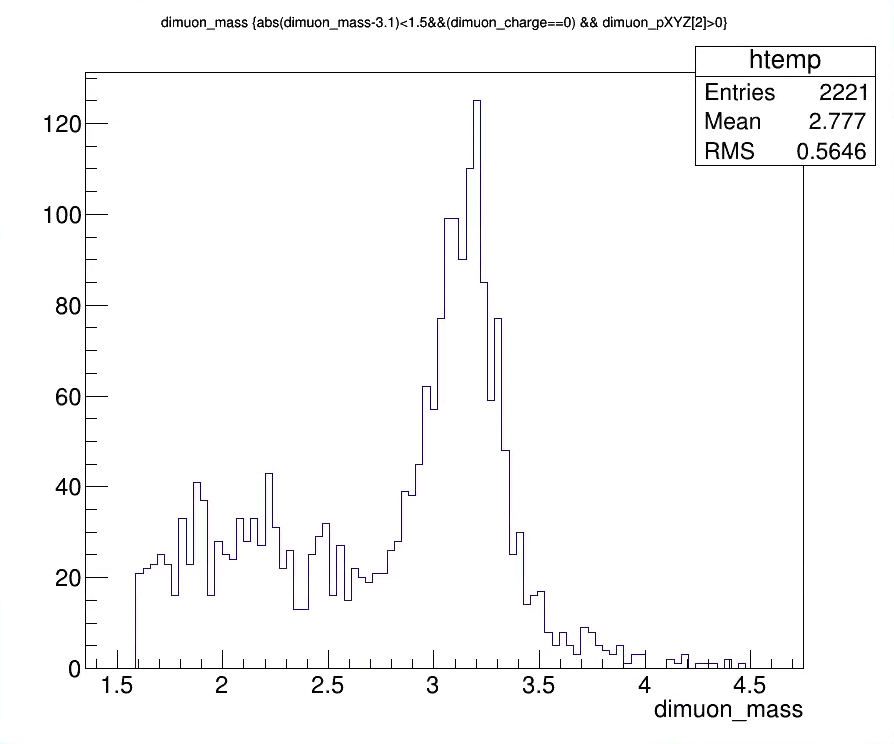 dimuon_mass {abs(dimuon_mass-3.1)<1.5&&(dimuon_charge==0) && dimuon_pXYZ[2]>0}
htemp
Entries 2221
Mean 2.777
RMS 0.5646
120
100
80
60
40
20
0
1.5 2 2.5 3 3.5 4 4.5
dimuon_mass